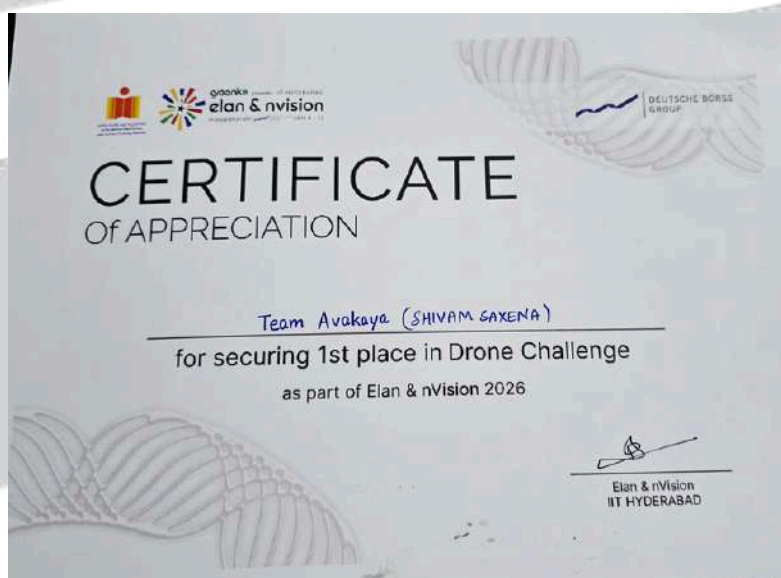 elan & nvision
DEUTSCHE BÖRSE
GROUP
CERTIFICATE
Of APPRECIATION
Team Avakaya (SHIVAM SAXENA)
for securing 1st place in Drone Challenge
as part of Elan & nVision 2026
Elan & nVision
IIT HYDERABAD